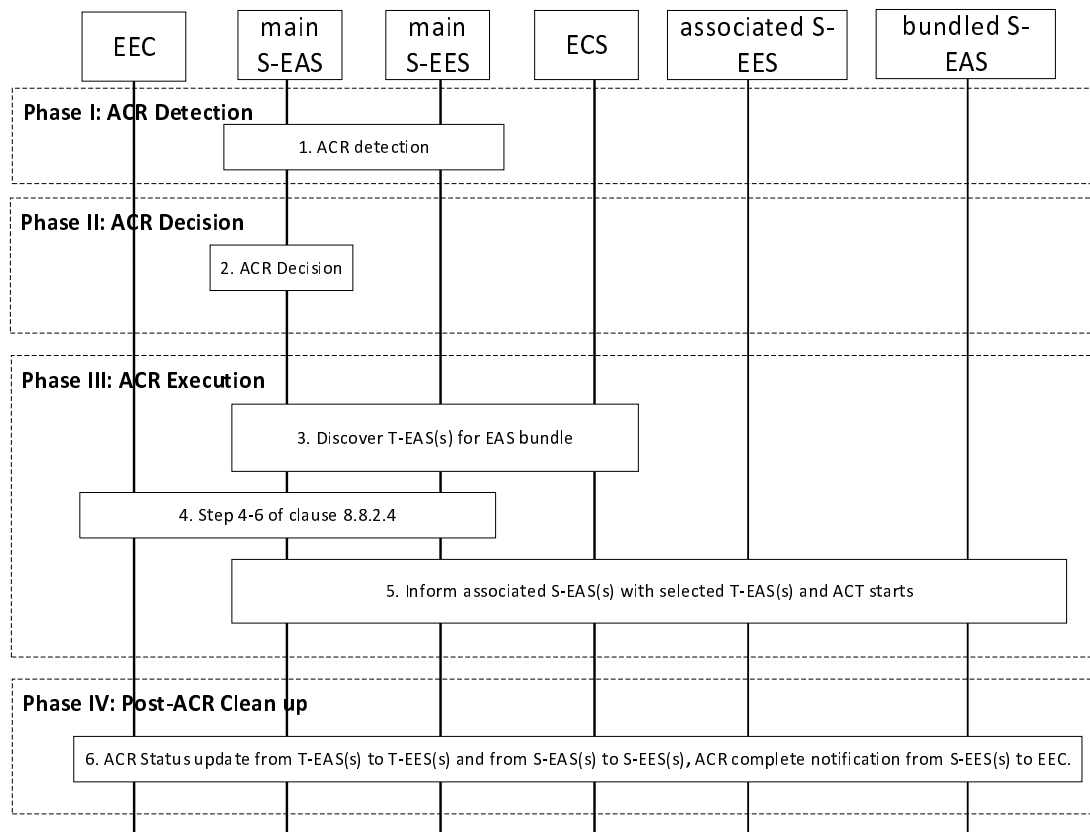 EEC
main
S-EAS
main
S-EES
ECS
associated S-
EES
bundled S-
EAS
Phase I: ACR Detection
1. ACR detection
Phase II: ACR Decision
2. ACR Decision
Phase III: ACR Execution
3. Discover T-EAS(s) for EAS bundle
4. Step 4-6 of clause 8.8.2.4
5. Inform associated S-EAS(s) with selected T-EAS(s) and ACT starts
Phase IV: Post-ACR Clean up
6. ACR Status update from T-EAS(s) to T-EES(s) and from S-EAS(s) to S-EES(s), ACR complete notification from S-EES(s) to EEC.